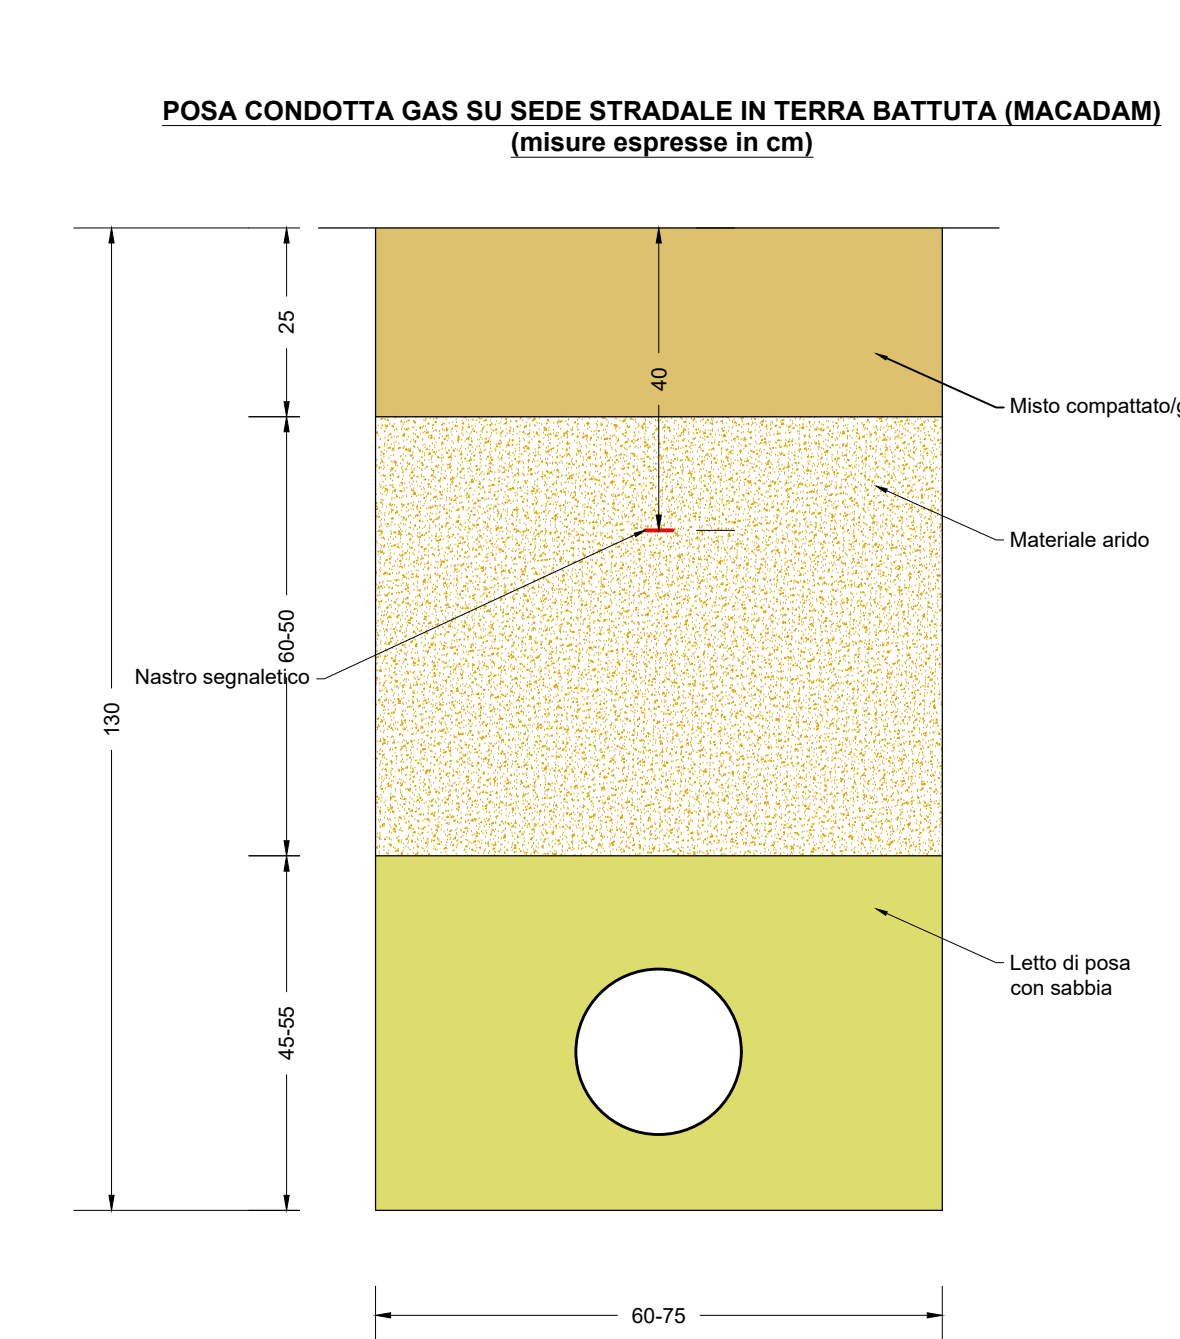 POSA CONDOTTA GAS SU SEDE STRADALE IN TERRA BATTUTA (MACADAM)
(misure espresse in cm)
25
40
Misto compattato/g
Materiale arido
60-50
Nastro segnaletico
130
Letto di posa
con sabbia
45-55
60-75